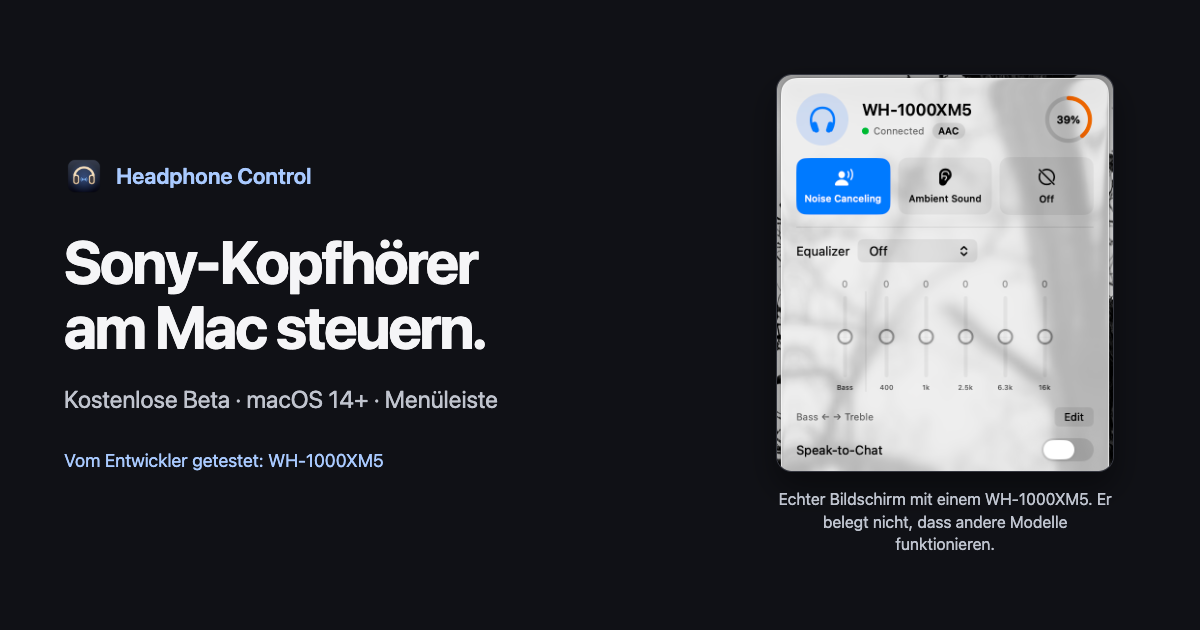 Headphone Control
Sony-Kopfhörer
am Mac steuern.
Kostenlose Beta · macOS 14+ · Menüleiste
Vom Entwickler getestet: WH-1000XM5
WH-1000XM5
Connected AAC
39%
Noise Canceling
Ambient Sound
Off
Equalizer Off
0 0 0 0 0 0
Bass 400 1k 2.5k 6.3k 16k
Bass ← → Treble Edit
Speak-to-Chat
Echter Bildschirm mit einem WH-1000XM5. Er
belegt nicht, dass andere Modelle
funktionieren.